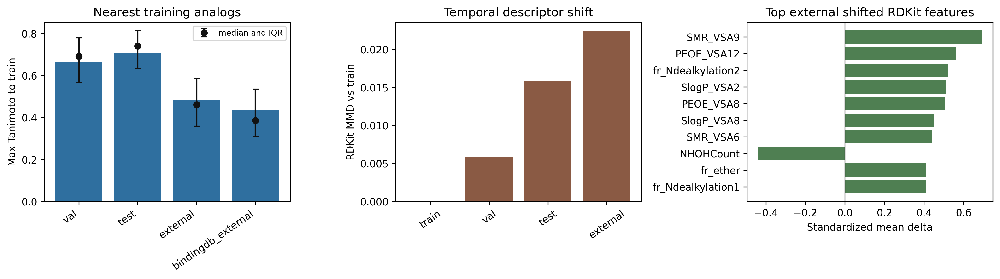 Nearest training analogs
Max Tanimoto to train
0.8
0.6
0.4
0.2
0.0
median and IQR
val
test
external
bindingdb_external
Temporal descriptor shift
RDKit MMD vs train
0.020
0.015
0.010
0.005
0.000
train
val
test
external
Top external shifted RDKit features
SMR_VSA9
PEOE_VSA12
fr_Ndealkylation2
SlogP_VSA2
PEOE_VSA8
SlogP_VSA8
SMR_VSA6
NHOHCount
fr_ether
fr_Ndealkylation1
−0.4 −0.2 0.0 0.2 0.4 0.6
Standardized mean delta